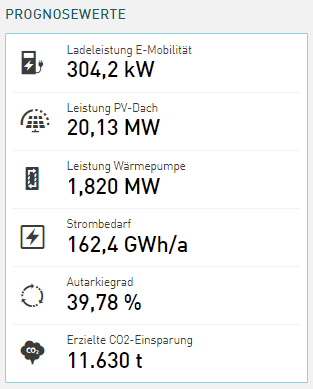 PROGNOSEWERTE
Ladeleistung E-Mobilität
304,2 kW
Leistung PV-Dach
20,13 MW
Leistung Wärmepumpe
1,820 MW
Strombedarf
162,4 GWh/a
Autarkiegrad
39,78 %
CO₂
Erzielte CO2-Einsparung
11.630 t